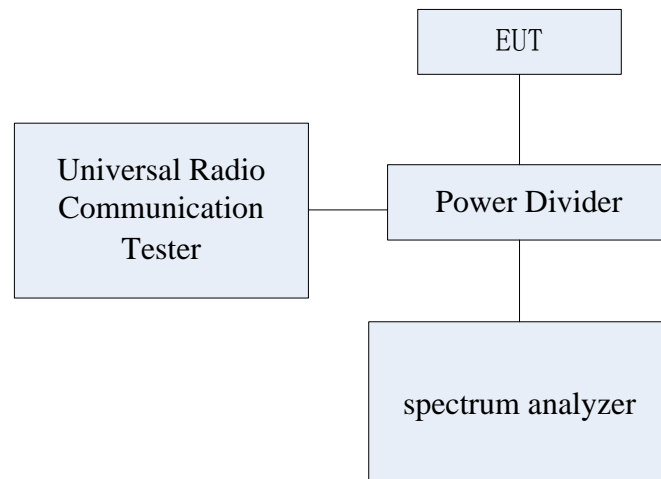 EUT
Universal Radio
Communication
Tester
Power Divider
spectrum analyzer